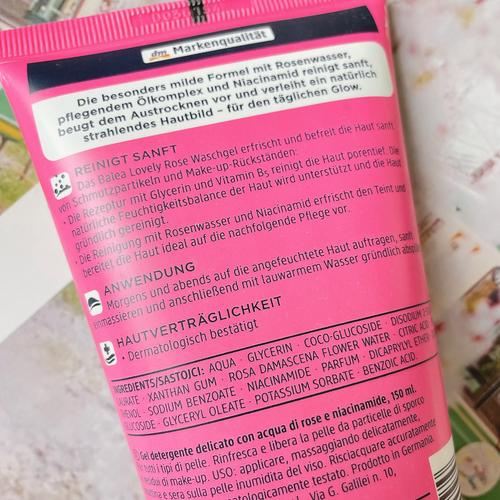 dm Markenqualität
Die besonders milde Formel mit Rosenwasser,
pflegendem Ölkomplex und Niacinamid reinigt sanft,
beugt dem Austrocknen vor und verleiht ein natürlich
strahlendes Hautbild – für den täglichen Glow.
REINIGT SANFT
Das Balea Lovely Rose Waschgel erfrischt und befreit die Haut sanft
von Schmutzpartikeln und Make-up-Rückständen:
• Die Rezeptur mit Glycerin und Vitamin B5 reinigt die Haut porentief. Die
natürliche Feuchtigkeitsbalance der Haut wird unterstützt und die Haut
gründlich gereinigt.
• Die Reinigung mit Rosenwasser und Niacinamid erfrischt den Teint und
bereitet die Haut ideal auf die nachfolgende Pflege vor.
ANWENDUNG
Morgens und abends auf die angefeuchtete Haut auftragen, sanft
einmassieren und anschließend mit lauwarmem Wasser gründlich
HAUTVERTRÄGLICHKEIT
• Dermatologisch bestätigt
INGREDIENTS/SASTOJCI: AQUA · GLYCERIN · COCO-GLUCOSIDE · DISODIUM
LAURATE · XANTHAN GUM · ROSA DAMASCENA FLOWER WATER · CITRIC
· SODIUM BENZOATE · NIACINAMIDE · PARFUM · DICAPRYLYL ETHER
· GLYCERYL OLEATE · POTASSIUM SORBATE · BENZOIC ACID.
Gel detergente delicato con acqua di rose e niacinamide, 150 ml.
tutti i tipi di pelle. Rinfresca e libera la pelle da particelle di sporco
residui di make-up. USO: applicare, massaggiando delicatamente,
e sera sulla pelle inumidita del viso. Risciacquare accuratamente
testato. Prodotto in Germania.
G. Galilei n. 10,